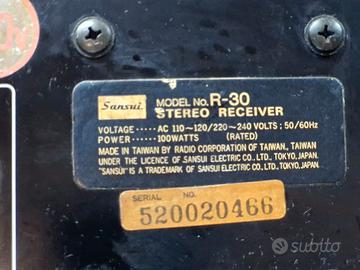 Sansui
MODEL NO. R-30
STEREO RECEIVER
VOLTAGE ····· AC 110~120/220~240 VOLTS : 50/60Hz
POWER ····· 100WATTS (RATED)
MADE IN TAIWAN BY RADIO CORPORATION OF TAIWAN., TAIWAN
UNDER THE LICENCE OF SANSUI ELECTRIC CO., LTD., TOKYO, JAPAN.
"SANSUI" IS A TRADEMARK OF SANSUI ELECTRIC CO., LTD., TOKYO, JAPAN.
SERIAL NO.
520020466
subito